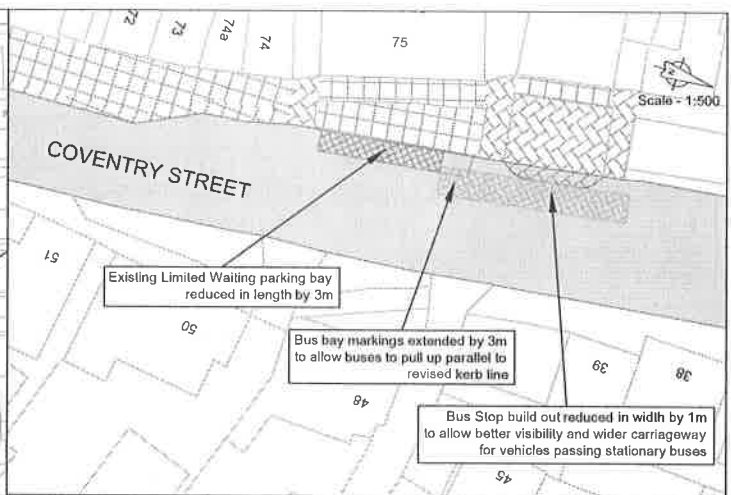 72
73
74a
74
75
N
Scale - 1:500
COVENTRY STREET
51
Existing Limited Waiting parking bay
reduced in length by 3m
50
Bus bay markings extended by 3m
to allow buses to pull up parallel to
revised kerb line
39
38
48
Bus Stop build out reduced in width by 1m
to allow better visibility and wider carriageway
for vehicles passing stationary buses
45